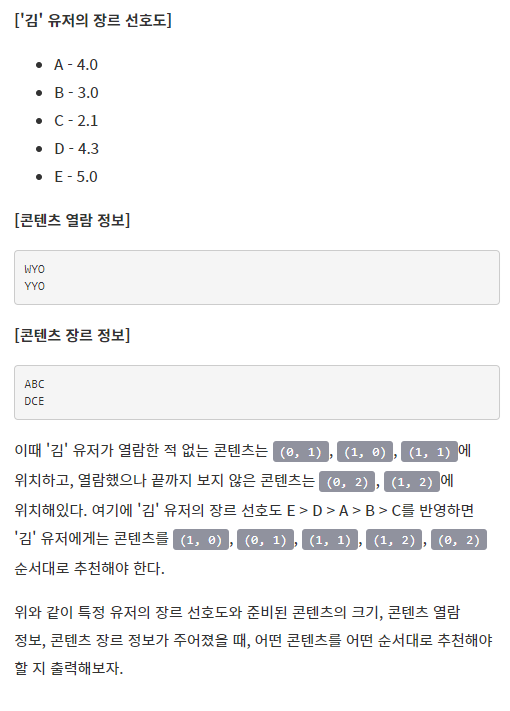 ['김' 유저의 장르 선호도]
A - 4.0
B - 3.0
C - 2.1
D - 4.3
E - 5.0
[콘텐츠 열람 정보]
WYO
YYO
[콘텐츠 장르 정보]
ABC
DCE
이때 '김' 유저가 열람한 적 없는 콘텐츠는 (0, 1), (1, 0), (1, 1)에
위치하고, 열람했으나 끝까지 보지 않은 콘텐츠는 (0, 2), (1, 2)에
위치해있다. 여기에 '김' 유저의 장르 선호도 E > D > A > B > C를 반영하면
'김' 유저에게는 콘텐츠를 (1, 0), (0, 1), (1, 1), (1, 2), (0, 2)
순서대로 추천해야 한다.
위와 같이 특정 유저의 장르 선호도와 준비된 콘텐츠의 크기, 콘텐츠 열람
정보, 콘텐츠 장르 정보가 주어졌을 때, 어떤 콘텐츠를 어떤 순서대로 추천해야
할 지 출력해보자.